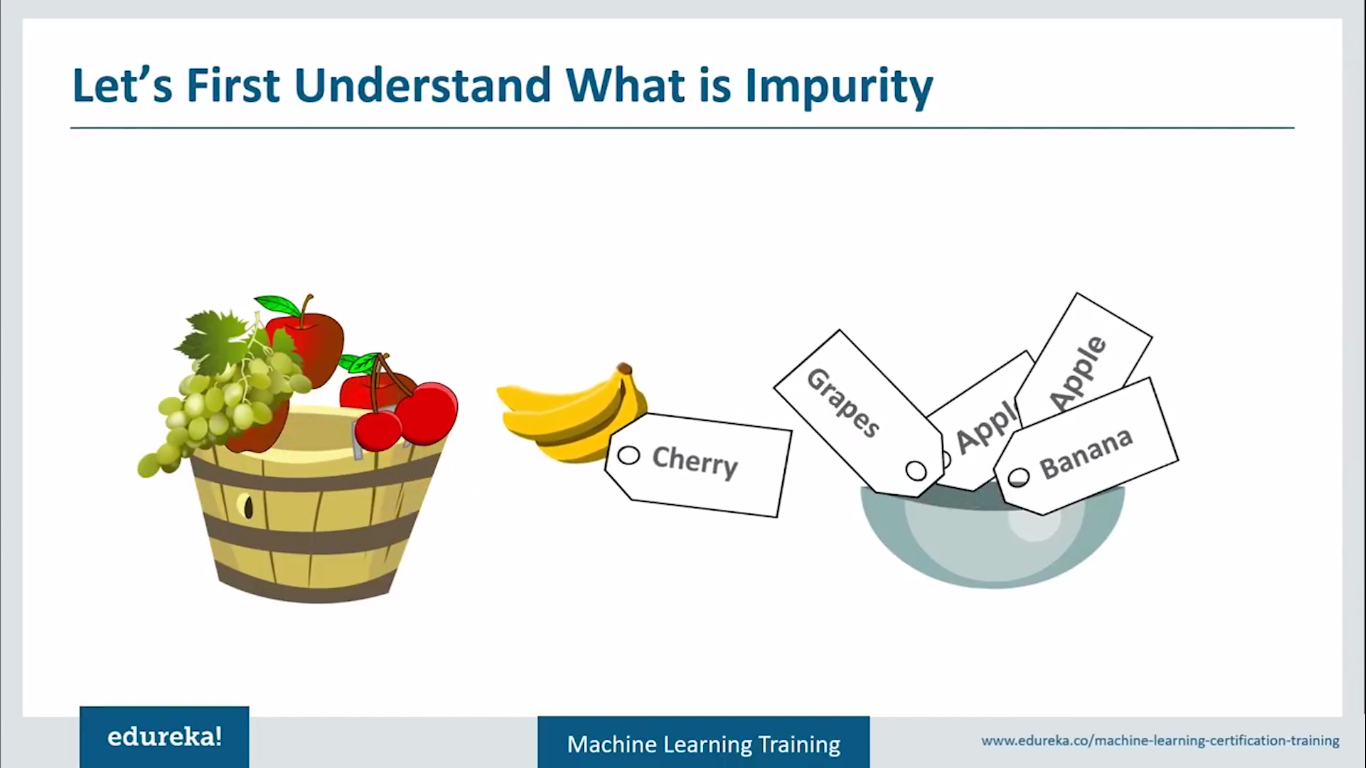 Let's First Understand What is Impurity
Grapes
Apple
Apple
Banana
Cherry
edureka!
Machine Learning Training
www.edureka.co/machine-learning-certification-training